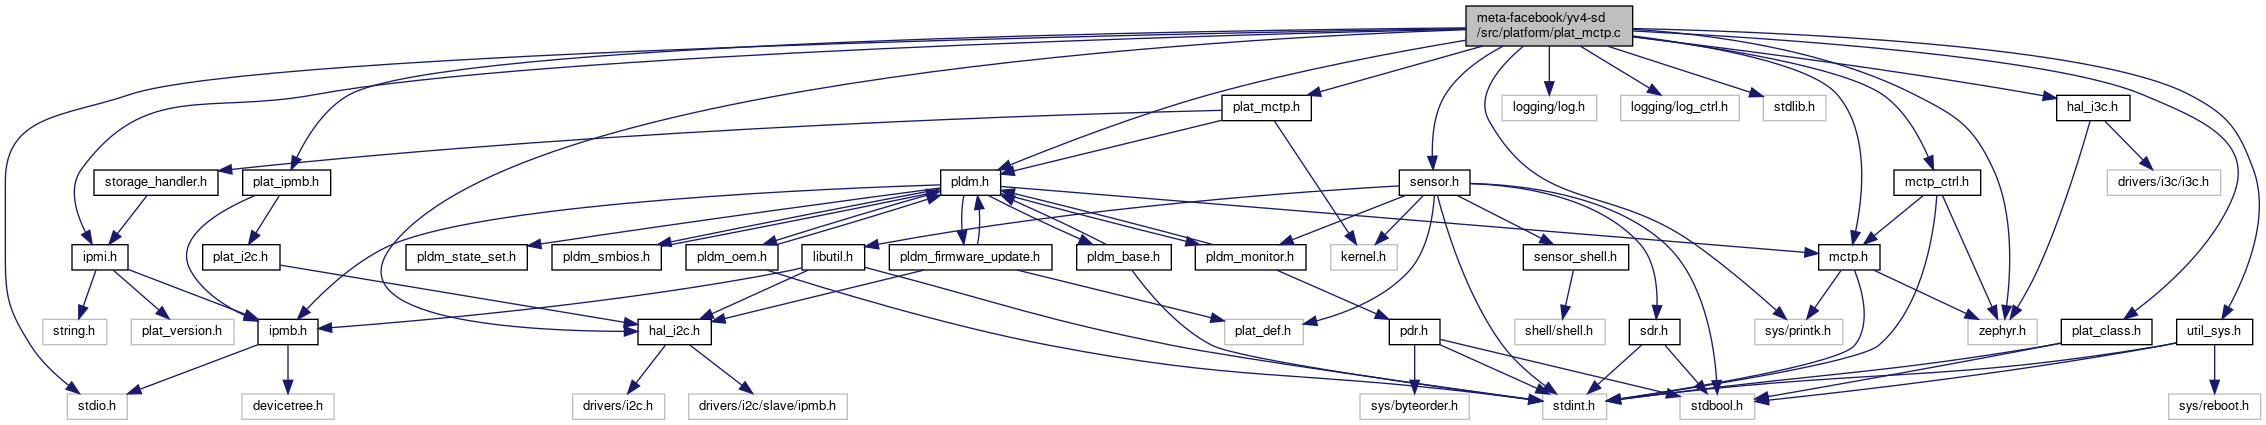 meta-facebook/yv4-sd
/src/platform/plat_mctp.c
plat_mctp.h
logging/log.h
logging/log_ctrl.h
stdlib.h
hal_i3c.h
storage_handler.h
plat_ipmb.h
pldm.h
sensor.h
mctp_ctrl.h
drivers/i3c/i3c.h
ipmi.h
plat_i2c.h
pldm_state_set.h
pldm_smbios.h
pldm_oem.h
libutil.h
pldm_firmware_update.h
pldm_base.h
pldm_monitor.h
kernel.h
sensor_shell.h
mctp.h
string.h
plat_version.h
ipmb.h
hal_i2c.h
plat_def.h
pdr.h
shell/shell.h
sdr.h
sys/printk.h
zephyr.h
plat_class.h
util_sys.h
stdio.h
devicetree.h
drivers/i2c.h
drivers/i2c/slave/ipmb.h
sys/byteorder.h
stdint.h
stdbool.h
sys/reboot.h